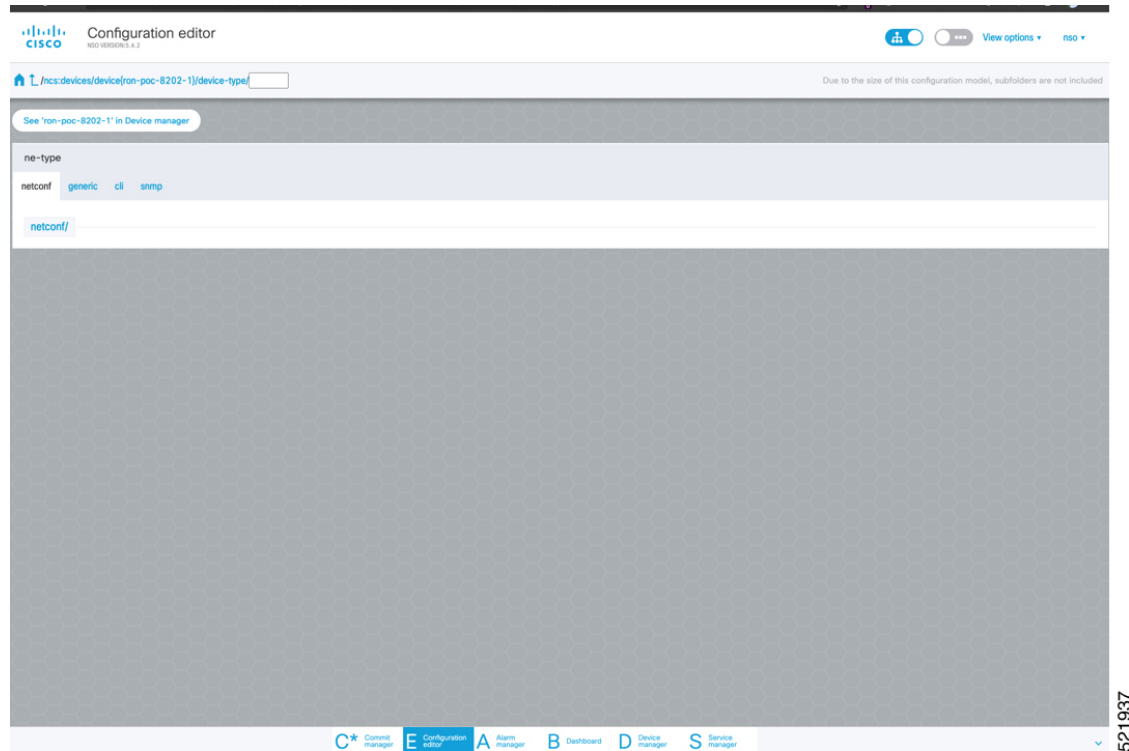 CISCO
Configuration editor
NSO VERSION:5.4.2
View options
nso
/ncs:devices/device{ron-poc-8202-1}/device-type/
Due to the size of this configuration model, subfolders are not included
See 'ron-poc-8202-1' in Device manager
ne-type
netconf generic cli snmp
netconf/
C* Commit manager
E Configuration editor
A Alarm manager
B Dashboard
D Device manager
S Service manager
521937